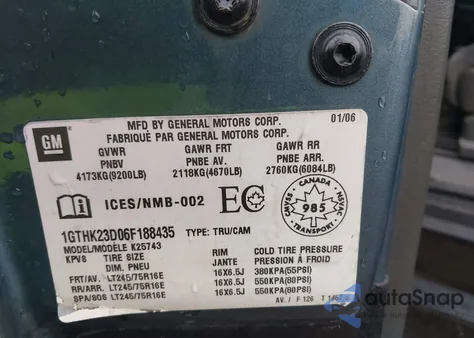 GM
MFD BY GENERAL MOTORS CORP. 01/06
FABRIQUÉ PAR GENERAL MOTORS CORP.
GVWR GAWR FRT GAWR RR
PNBV PNBE AV. PNBE ARR.
4173KG(9200LB) 2118KG(4670LB) 2760KG(6084LB)
ICES/NMB-002
CANADA
CMVSS
NSVAC
985
TRANSPORT
1GTHK23D06F188435 TYPE: TRU/CAM
MODEL/MODÈLE K25743
KPVS TIRE SIZE RIM COLD TIRE PRESSURE
DIM. PNEU JANTE PRESSION À FROID
FRT/AV. LT245/75R16E 16X6.5J 380KPA(55PSI)
RR/ARR. LT245/75R16E 16X6.5J 550KPA(80PSI)
SPA/SOS LT245/75R16E 16X6.5J 550KPA(80PSI)
AV./ F 126
AutoSnap